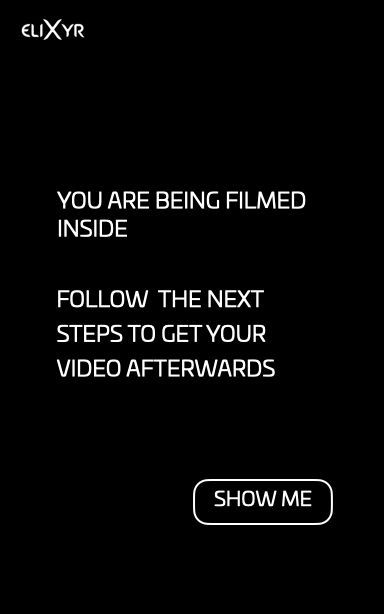 ELIXYR
YOU ARE BEING FILMED
INSIDE
FOLLOW THE NEXT
STEPS TO GET YOUR
VIDEO AFTERWARDS
SHOW ME